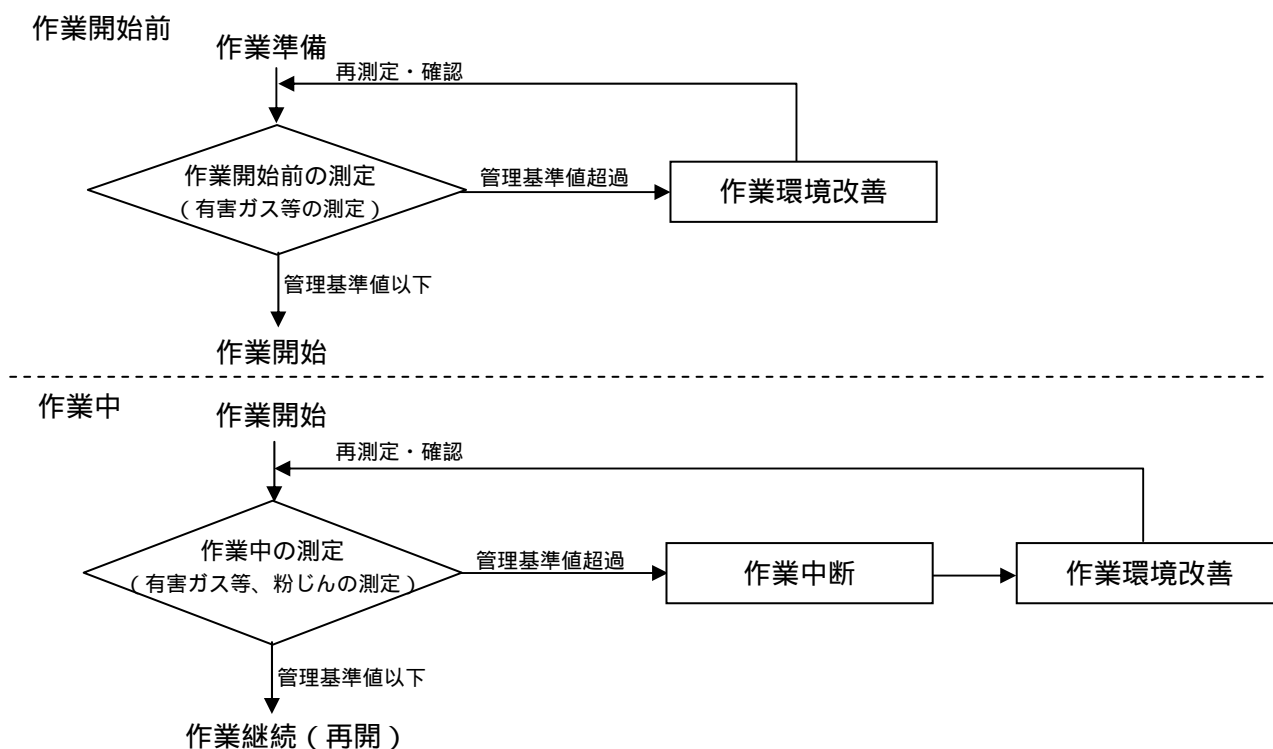 作業開始前
作業準備
再測定・確認
作業開始前の測定
（有害ガス等の測定）
管理基準値超過
作業環境改善
管理基準値以下
作業開始
作業中
作業開始
再測定・確認
作業中の測定
（有害ガス等、粉じんの測定）
管理基準値超過
作業中断
作業環境改善
管理基準値以下
作業継続（再開）